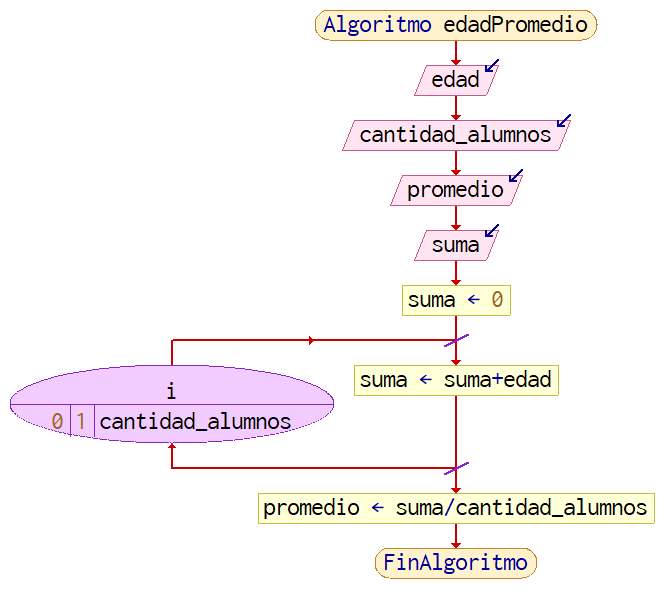 Algoritmo edadPromedio
edad
cantidad_alumnos
promedio
suma
suma ← 0
suma ← suma+edad
i
0 1 cantidad_alumnos
promedio ← suma/cantidad_alumnos
FinAlgoritmo